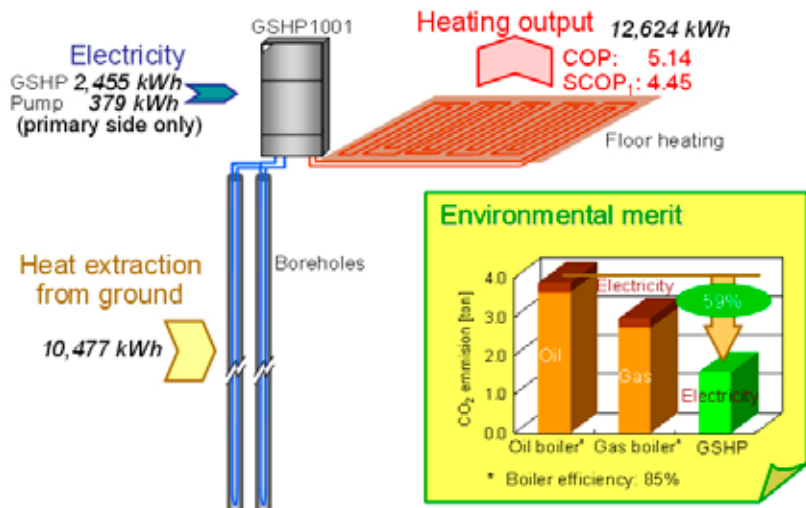 GSHP1001
Electricity
GSHP 2,455 kWh
Pump 379 kWh
(primary side only)
Heating output
12,624 kWh
COP: 5.14
SCOP₁: 4.45
Floor heating
Boreholes
Heat extraction
from ground
10,477 kWh
Environmental merit
CO₂ emmision [ton]
4.0
3.0
2.0
1.0
0.0
Electricity
59%
Oil
Gas
Electricity
Oil boiler*
Gas boiler*
GSHP
* Boiler efficiency: 85%